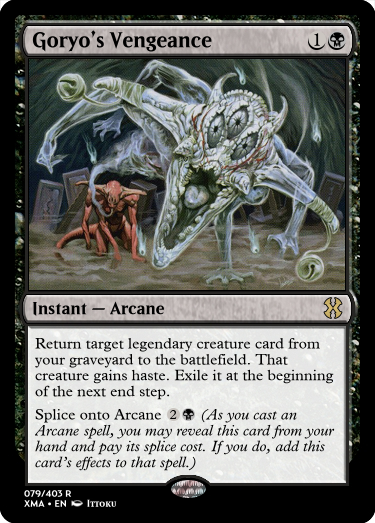 Goryo's Vengeance 1
Instant — Arcane
Return target legendary creature card from
your graveyard to the battlefield. That
creature gains haste. Exile it at the beginning
of the next end step.
Splice onto Arcane 2 (As you cast an
Arcane spell, you may reveal this card from your
hand and pay its splice cost. If you do, add this
card's effects to that spell.)
079/403 R
XMA • EN Ittoku